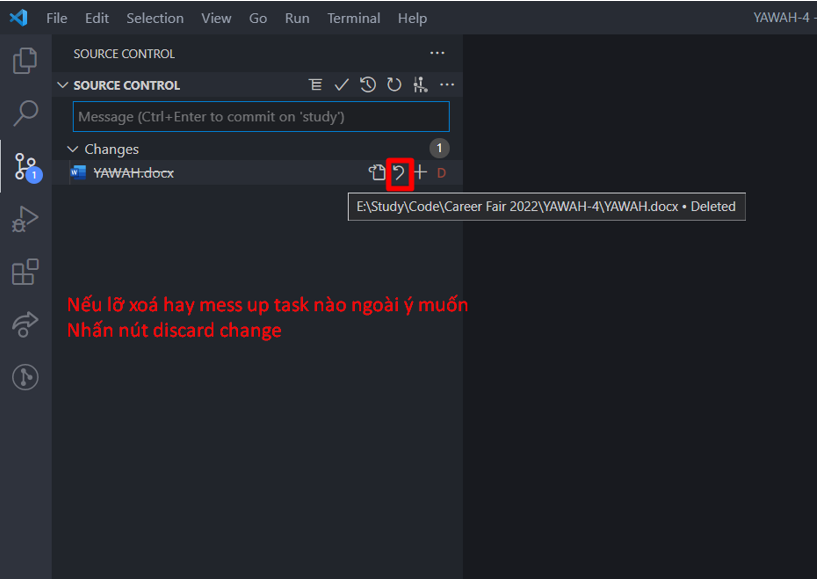 File Edit Selection View Go Run Terminal Help YAWAH-4 -
SOURCE CONTROL
SOURCE CONTROL
Message (Ctrl+Enter to commit on 'study')
Changes 1
YAWAH.docx D
1
E:\Study\Code\Career Fair 2022\YAWAH-4\YAWAH.docx • Deleted
Nếu lỡ xoá hay mess up task nào ngoài ý muốn
Nhấn nút discard change